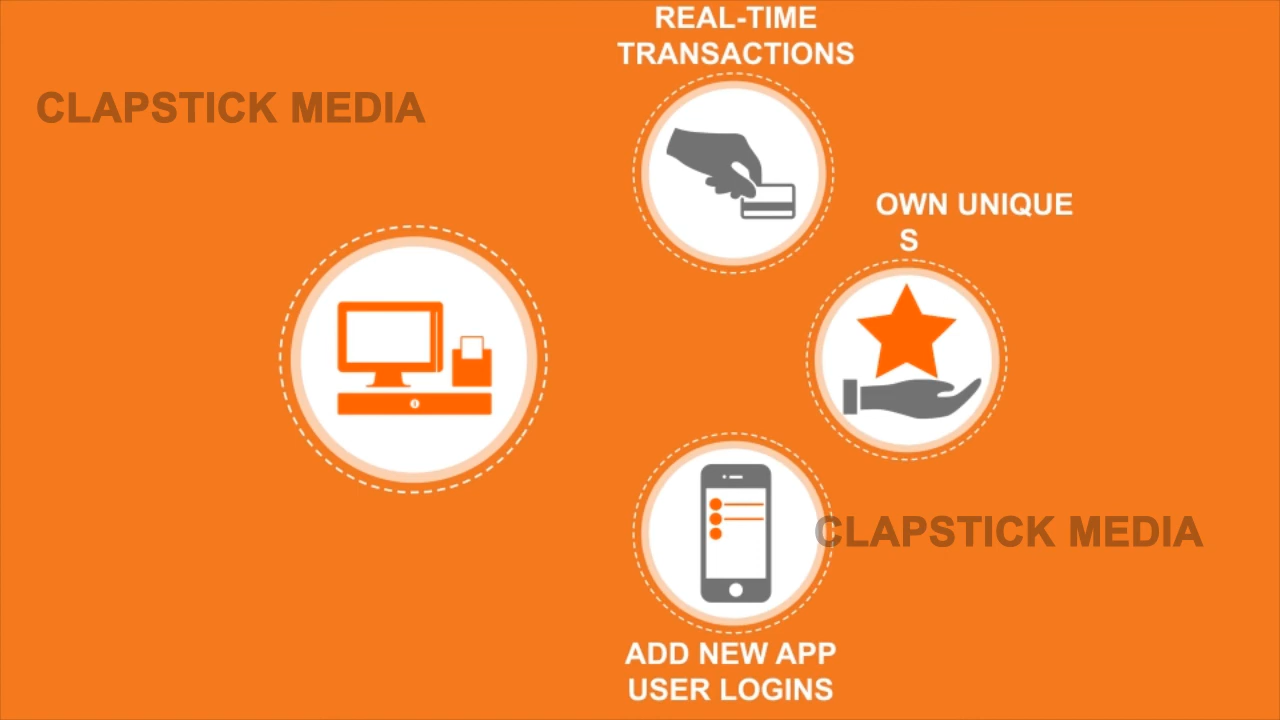 REAL-TIME
TRANSACTIONS
CLAPSTICK MEDIA
OWN UNIQUE
S
CLAPSTICK MEDIA
ADD NEW APP
USER LOGINS